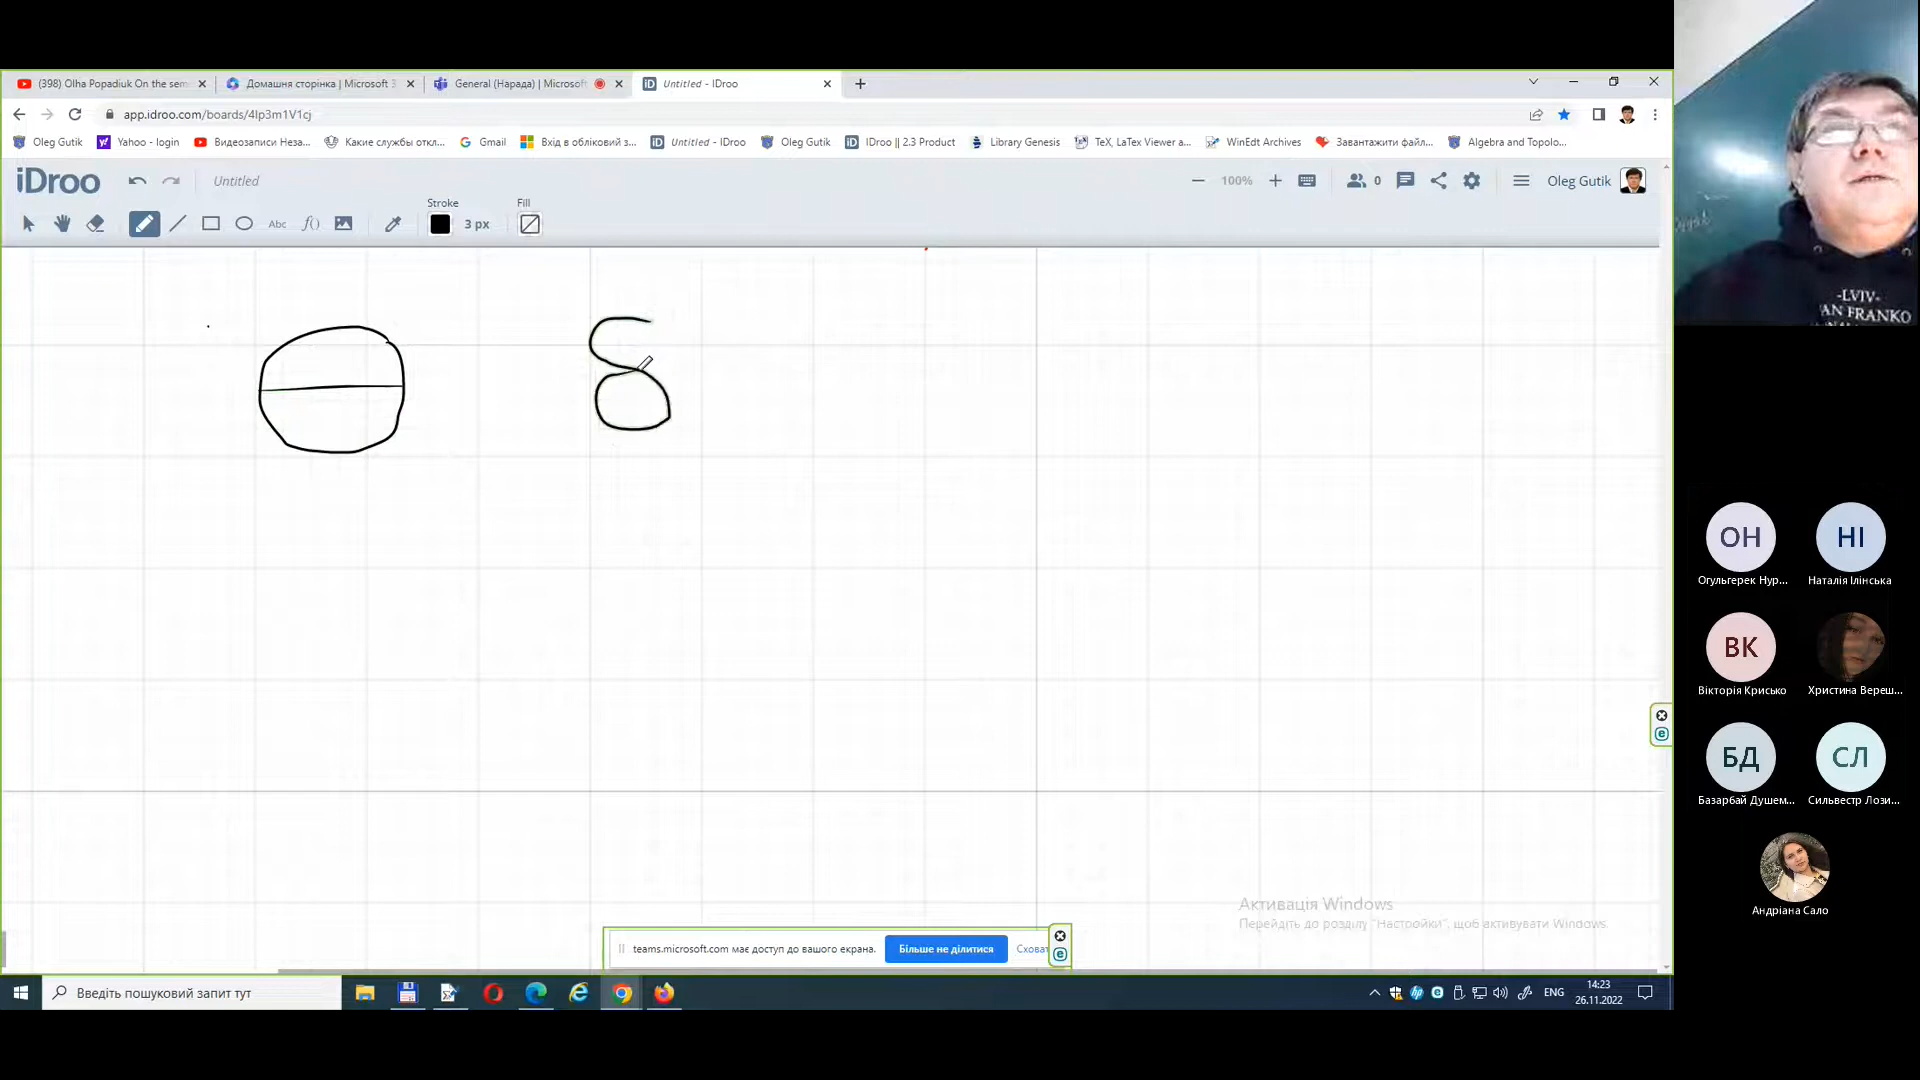 (398) Olha Popadiuk On the sem
Домашня сторінка | Microsoft 3
General (Нарада) | Microsoft
Untitled - IDroo
app.idroo.com/boards/4Ip3m1V1cj
Oleg Gutik
Yahoo - login
Видеозаписи Неза...
Какие службы откл...
Gmail
Вхід в обліковий з...
Untitled - IDroo
Oleg Gutik
IDroo || 2.3 Product
Library Genesis
TeX, LaTex Viewer a...
WinEdt Archives
Завантажити файл...
Algebra and Topolo...
iDroo
Untitled
100%
0
Oleg Gutik
Stroke
Fill
Abc
f()
3 px
-LVIV-
AN FRANKO
ОН
НІ
Огульгерек Нур...
Наталія Ілінська
ВК
Вікторія Крисько
Христина Вереш...
БД
СЛ
Базарбай Душем...
Сильвестр Лози...
Андріана Сало
Активація Windows
Перейдіть до розділу "Настройки", щоб активувати Windows.
teams.microsoft.com має доступ до вашого екрана.
Більше не ділитися
Схова
Введіть пошуковий запит тут
ENG
14:23
26.11.2022